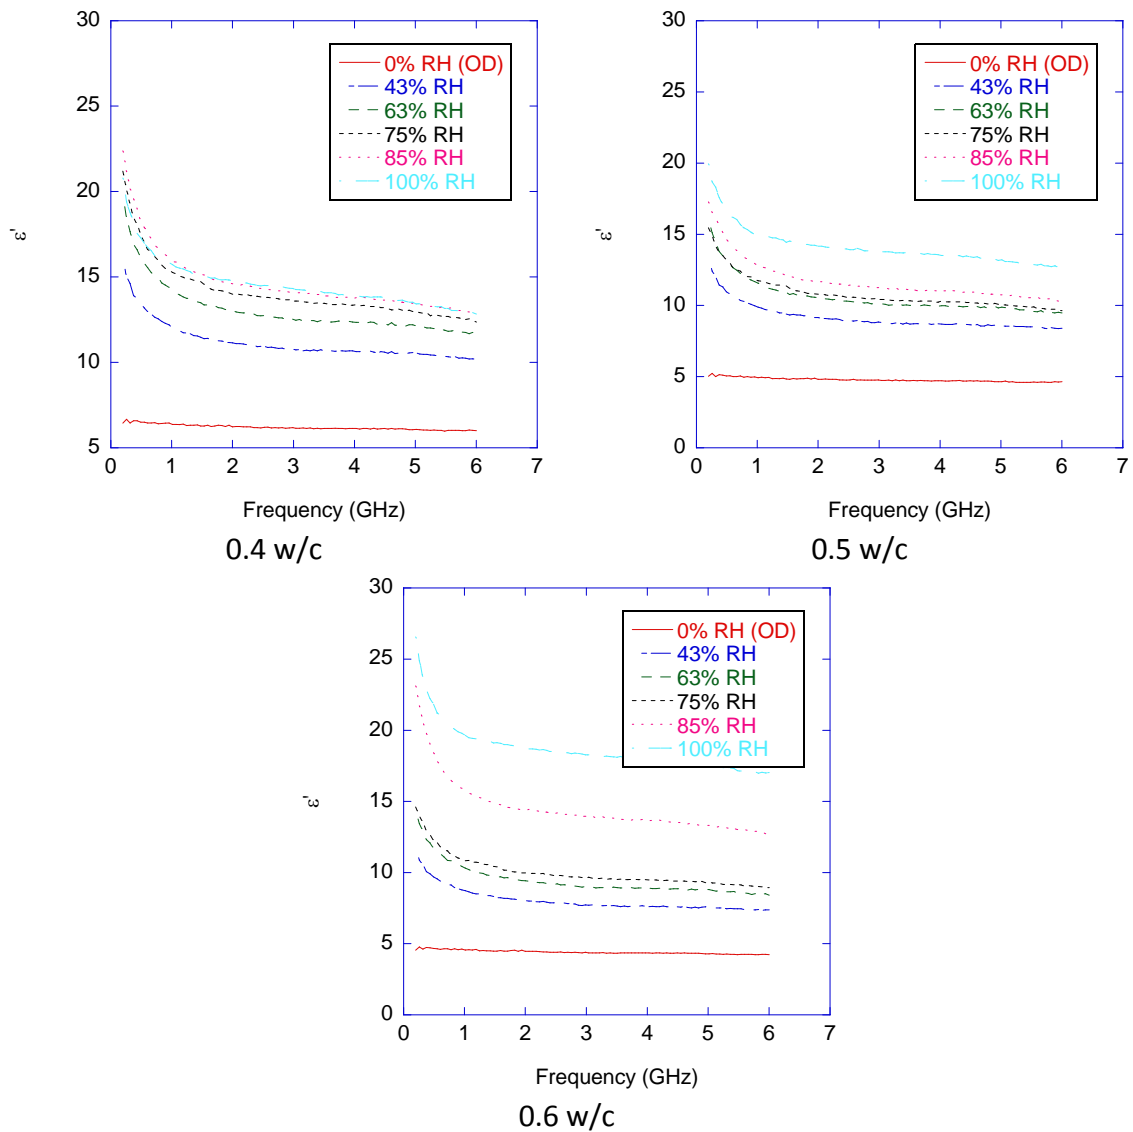 30
25
20
15
10
5
ε'
0% RH (OD)
43% RH
63% RH
75% RH
85% RH
100% RH
0 1 2 3 4 5 6 7
Frequency (GHz)
0.4 w/c
30
25
20
15
10
5
0
ε'
0% RH (OD)
43% RH
63% RH
75% RH
85% RH
100% RH
0 1 2 3 4 5 6 7
Frequency (GHz)
0.5 w/c
30
25
20
15
10
5
0
ε'
0% RH (OD)
43% RH
63% RH
75% RH
85% RH
100% RH
0 1 2 3 4 5 6 7
Frequency (GHz)
0.6 w/c